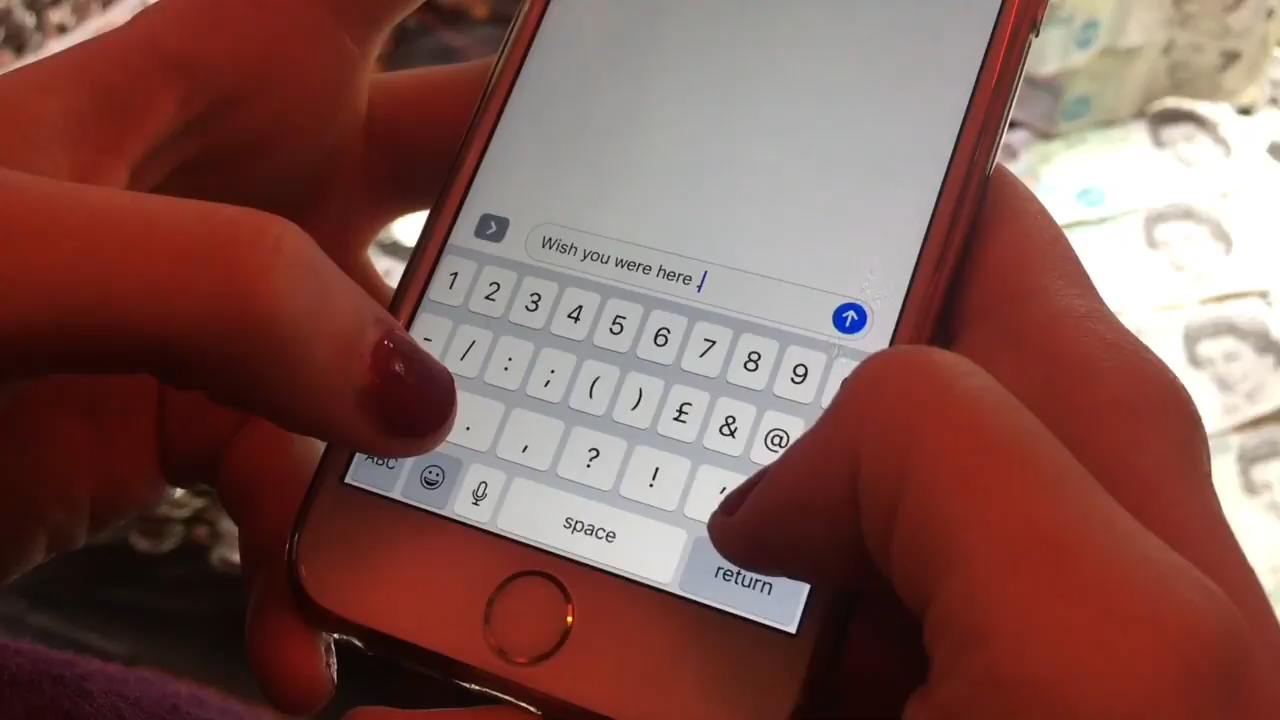 Wish you were here .
1 2 3 4 5 6 7 8 9
- / : ; ( ) £ & @
. , ? ! '
ABC space return